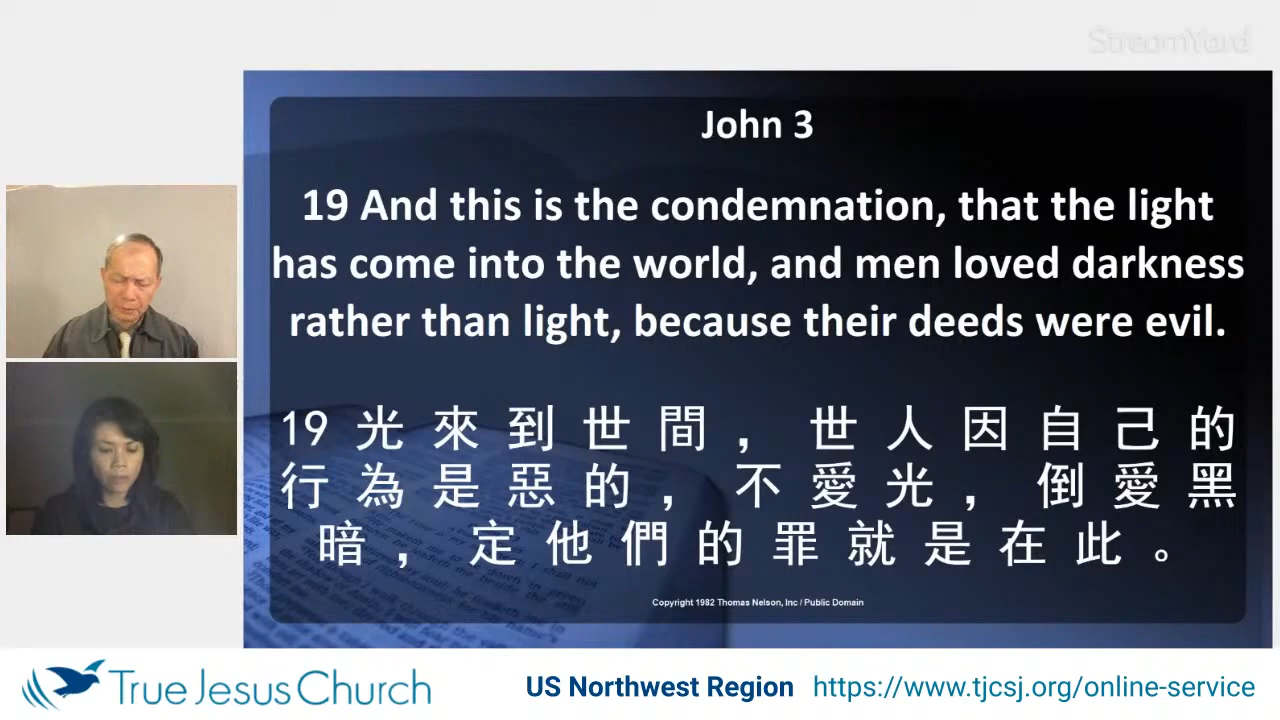 StreamYard
John 3
19 And this is the condemnation, that the light
has come into the world, and men loved darkness
rather than light, because their deeds were evil.
19 光來到世間，世人因自己的
行為是惡的，不愛光，倒愛黑
暗，定他們的罪就是在此。
Copyright 1982 Thomas Nelson, Inc / Public Domain
True Jesus Church
US Northwest Region https://www.tjcsj.org/online-service